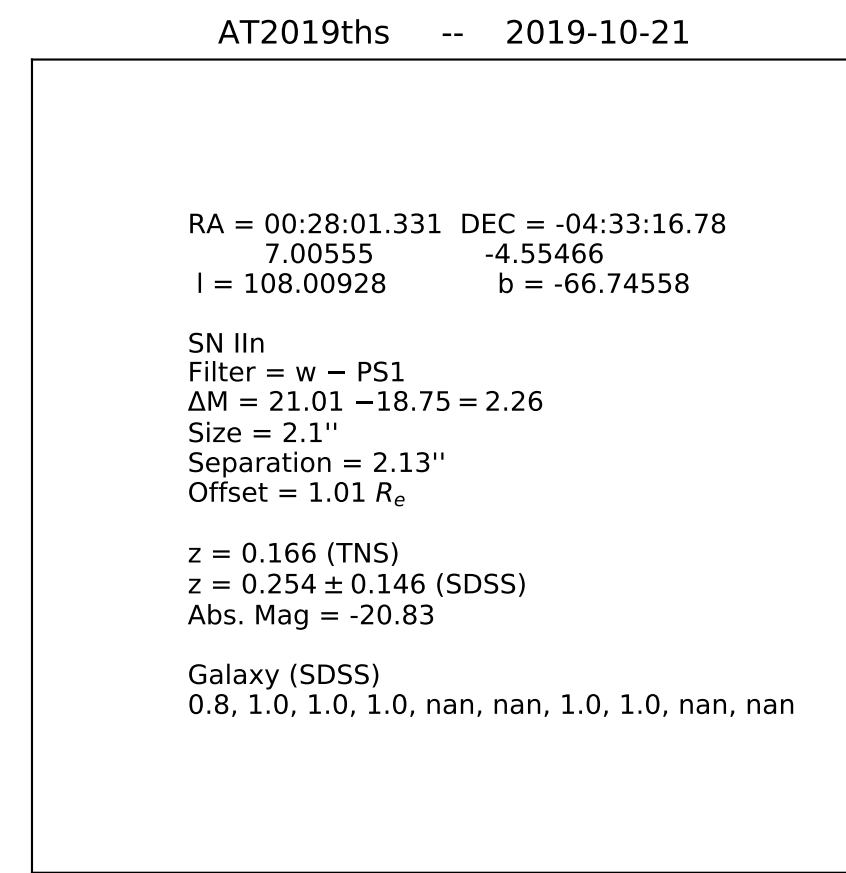 AT2019ths -- 2019-10-21
RA = 00:28:01.331 DEC = -04:33:16.78
7.00555 -4.55466
l = 108.00928 b = -66.74558
SN IIn
Filter = w − PS1
ΔM = 21.01 −18.75 = 2.26
Size = 2.1''
Separation = 2.13''
Offset = 1.01 Rₑ
z = 0.166 (TNS)
z = 0.254 ± 0.146 (SDSS)
Abs. Mag = -20.83
Galaxy (SDSS)
0.8, 1.0, 1.0, 1.0, nan, nan, 1.0, 1.0, nan, nan